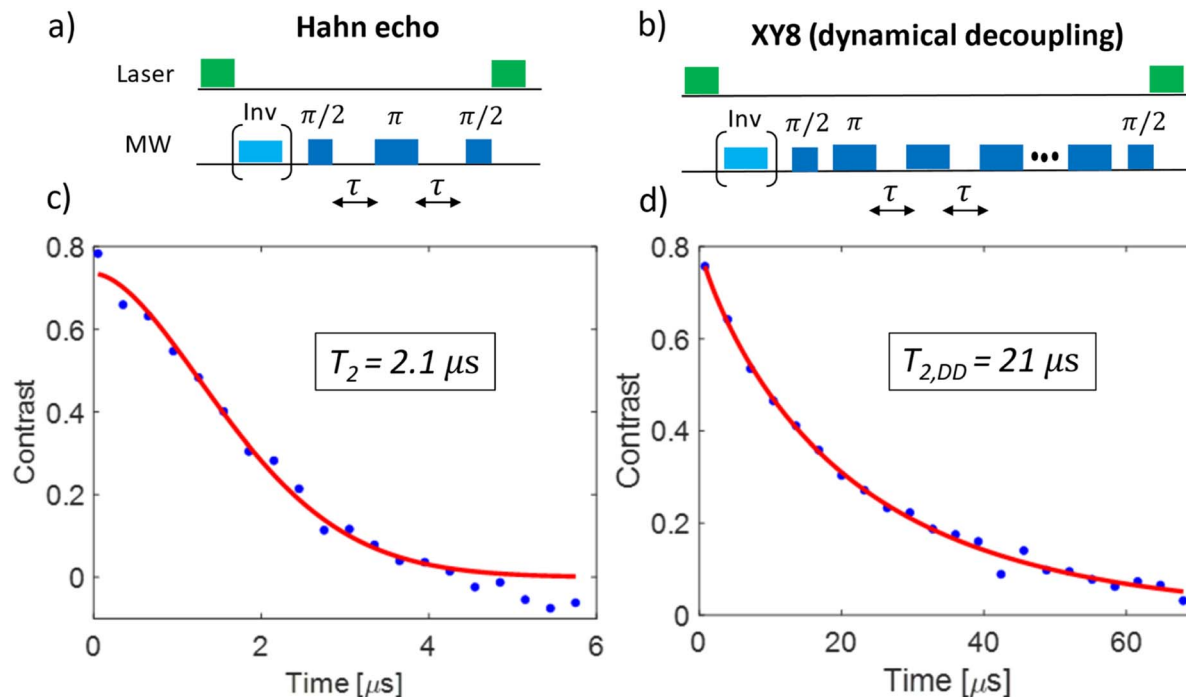 a)
Hahn echo
Laser
Inv
π/2
π
π/2
MW
τ
τ
b)
XY8 (dynamical decoupling)
Inv
π/2
π
π/2
τ
τ
c)
0.8
0.6
0.4
0.2
0
Contrast
T2 = 2.1 μs
0
2
4
6
Time [μs]
d)
0.8
0.6
0.4
0.2
0
Contrast
T2,DD = 21 μs
0
20
40
60
Time [μs]